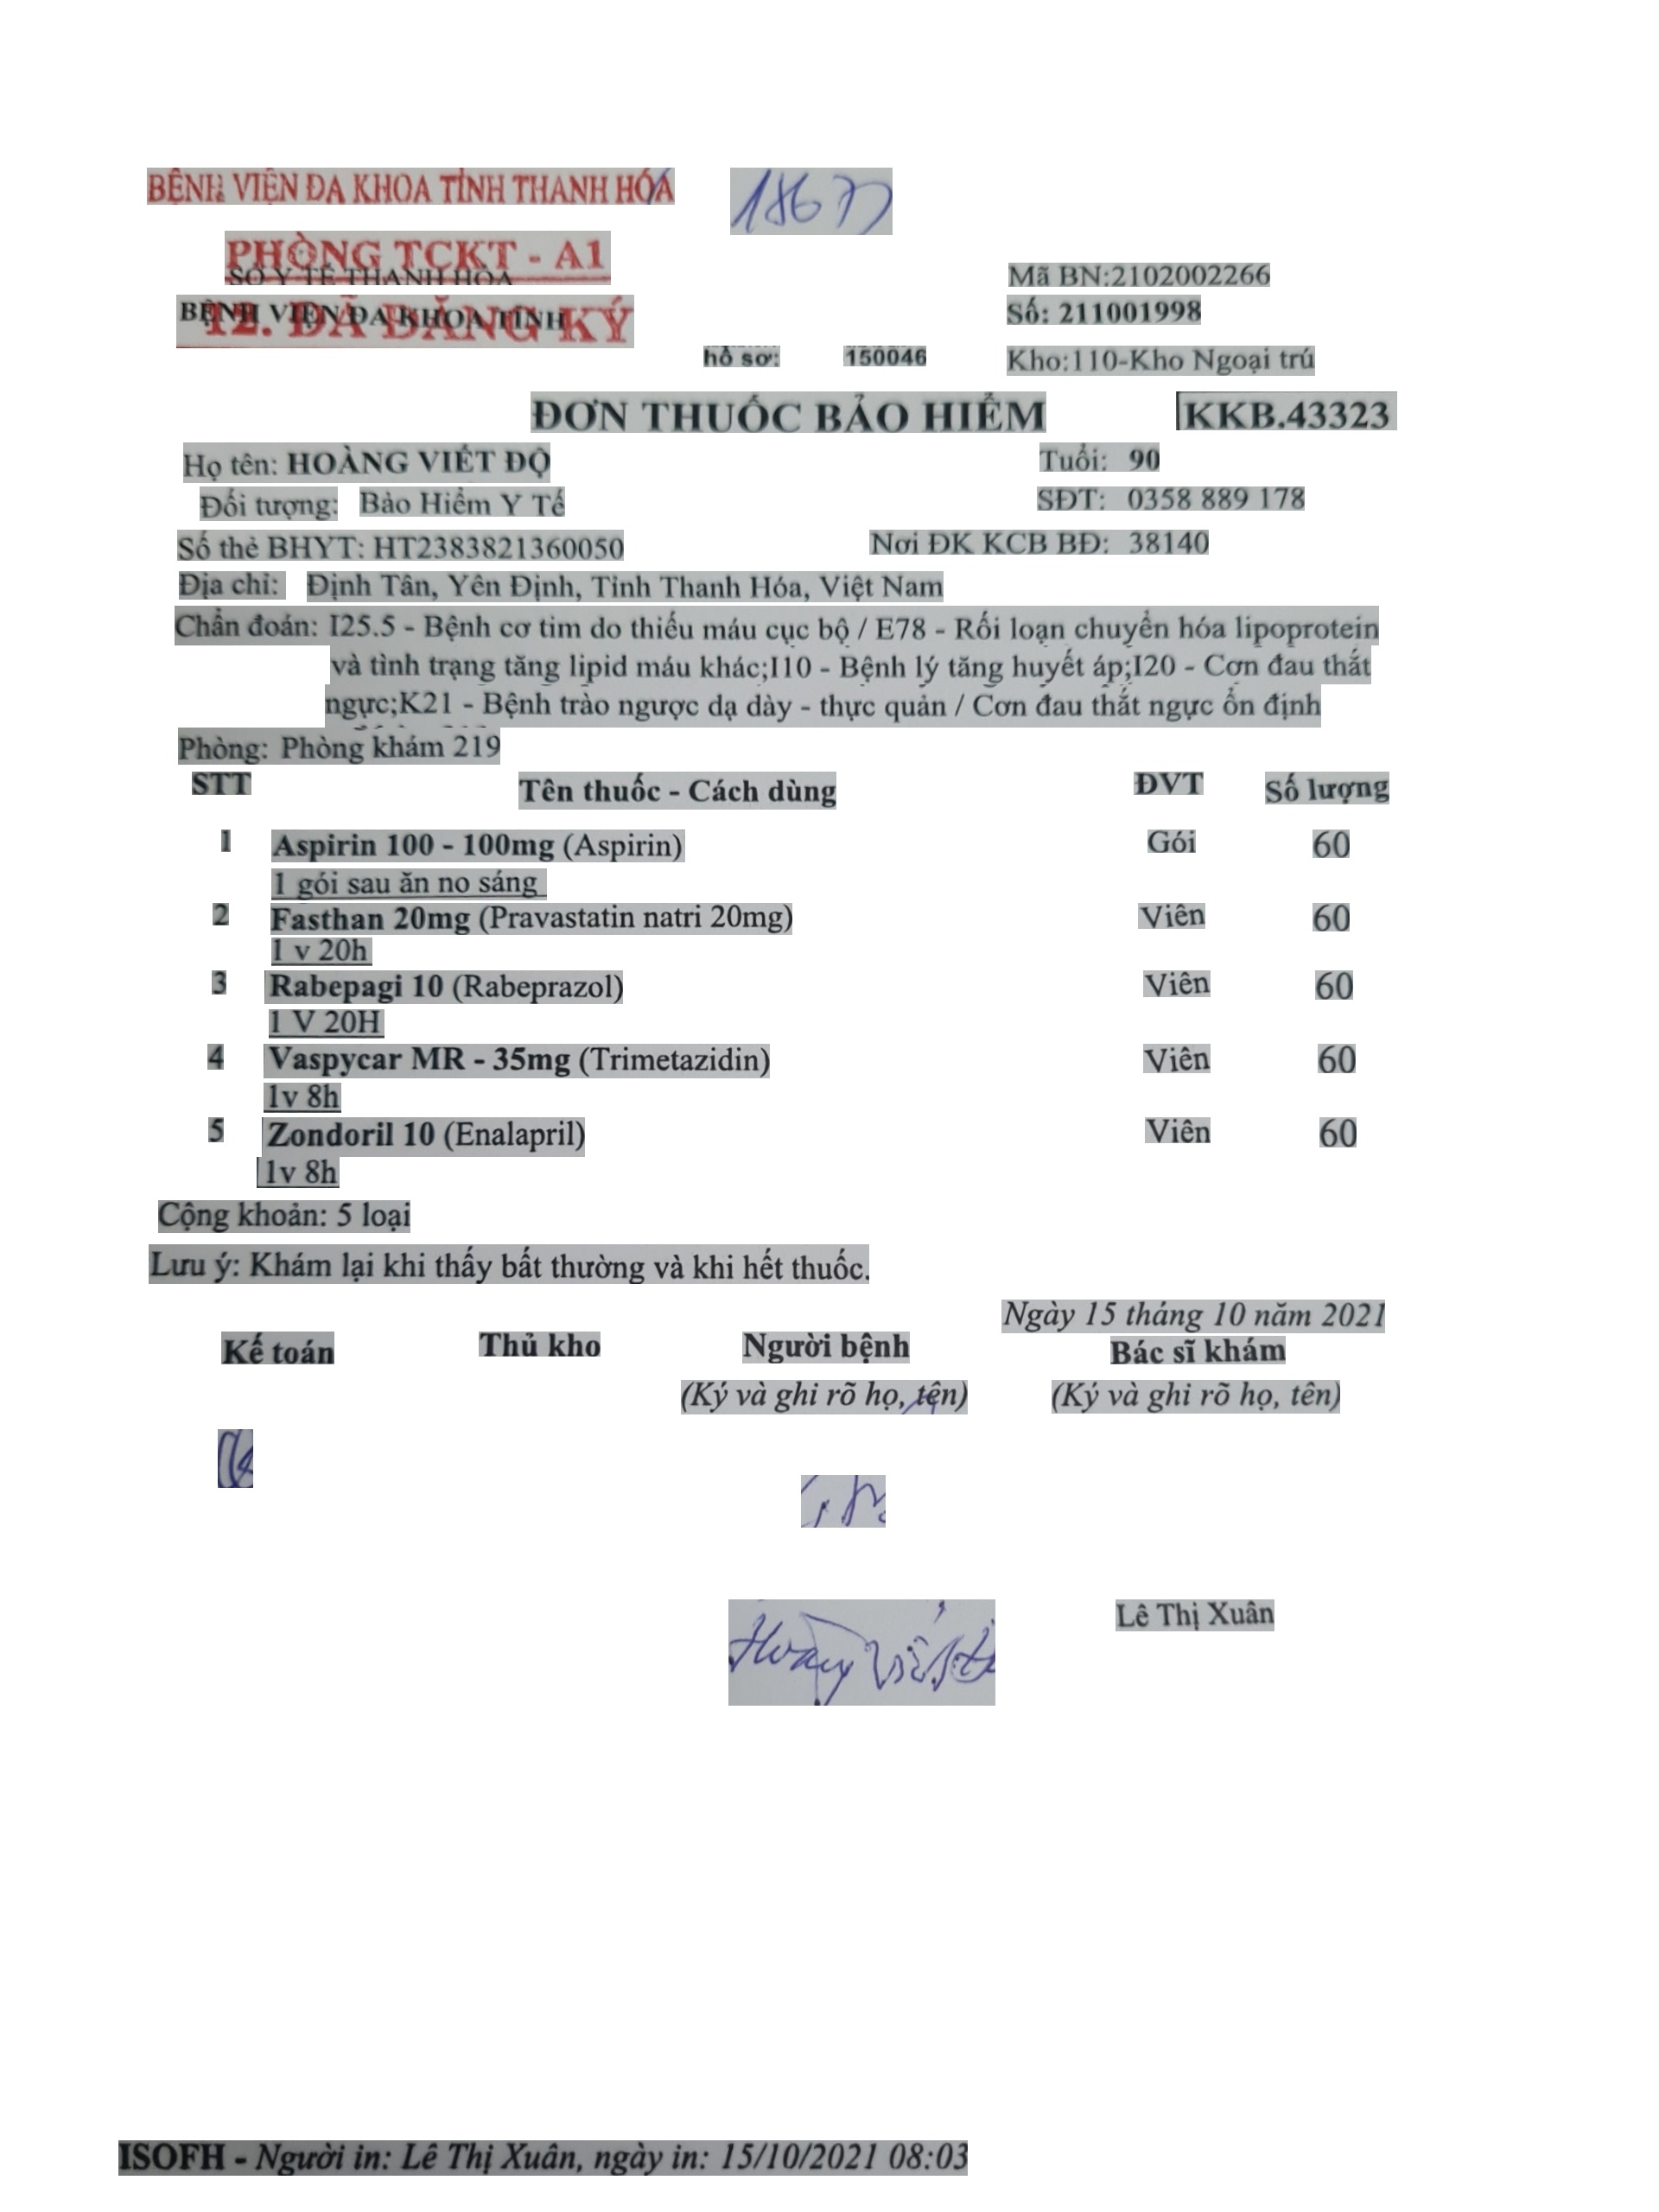 BỆNH VIỆN ĐA KHOA TỈNH THANH HÓA
PHÒNG TCKT - A1
SỞ Y TẾ THANH HÓA
Mã BN:2102002266
BỆNH VIỆN ĐA KHOA TỈNH
12. ĐÃ ĐĂNG KÝ
Số: 211001998
hồ sơ: 150046 Kho:110-Kho Ngoại trú
ĐƠN THUỐC BẢO HIỂM KKB.43323
Họ tên: HOÀNG VIẾT ĐỘ Tuổi: 90
Đối tượng: Bảo Hiểm Y Tế SĐT: 0358 889 178
Số thẻ BHYT: HT2383821360050 Nơi ĐK KCB BĐ: 38140
Địa chỉ: Định Tân, Yên Định, Tỉnh Thanh Hóa, Việt Nam
Chẩn đoán: I25.5 - Bệnh cơ tim do thiếu máu cục bộ / E78 - Rối loạn chuyển hóa lipoprotein
và tình trạng tăng lipid máu khác;I10 - Bệnh lý tăng huyết áp;I20 - Cơn đau thắt
ngực;K21 - Bệnh trào ngược dạ dày - thực quản / Cơn đau thắt ngực ổn định
Phòng: Phòng khám 219
STT Tên thuốc - Cách dùng ĐVT Số lượng
1 Aspirin 100 - 100mg (Aspirin) Gói 60
1 gói sau ăn no sáng
2 Fasthan 20mg (Pravastatin natri 20mg) Viên 60
1 v 20h
3 Rabepagi 10 (Rabeprazol) Viên 60
1 V 20H
4 Vaspycar MR - 35mg (Trimetazidin) Viên 60
1v 8h
5 Zondoril 10 (Enalapril) Viên 60
1v 8h
Cộng khoản: 5 loại
Lưu ý: Khám lại khi thấy bất thường và khi hết thuốc.
Ngày 15 tháng 10 năm 2021
Kế toán Thủ kho Người bệnh Bác sĩ khám
(Ký và ghi rõ họ, tên) (Ký và ghi rõ họ, tên)
Lê Thị Xuân
Hoàng Viết
ISOFH - Người in: Lê Thị Xuân, ngày in: 15/10/2021 08:03